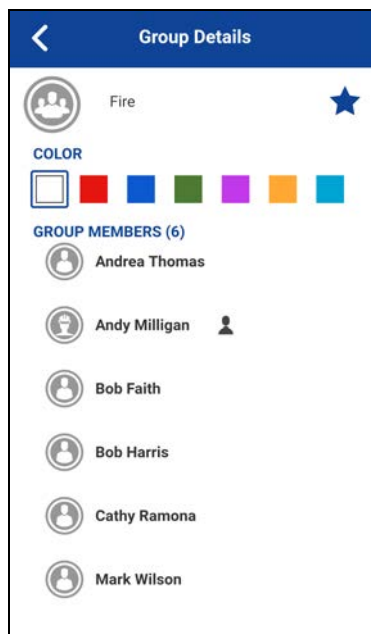 Group Details
Fire
COLOR
GROUP MEMBERS (6)
Andrea Thomas
Andy Milligan
Bob Faith
Bob Harris
Cathy Ramona
Mark Wilson